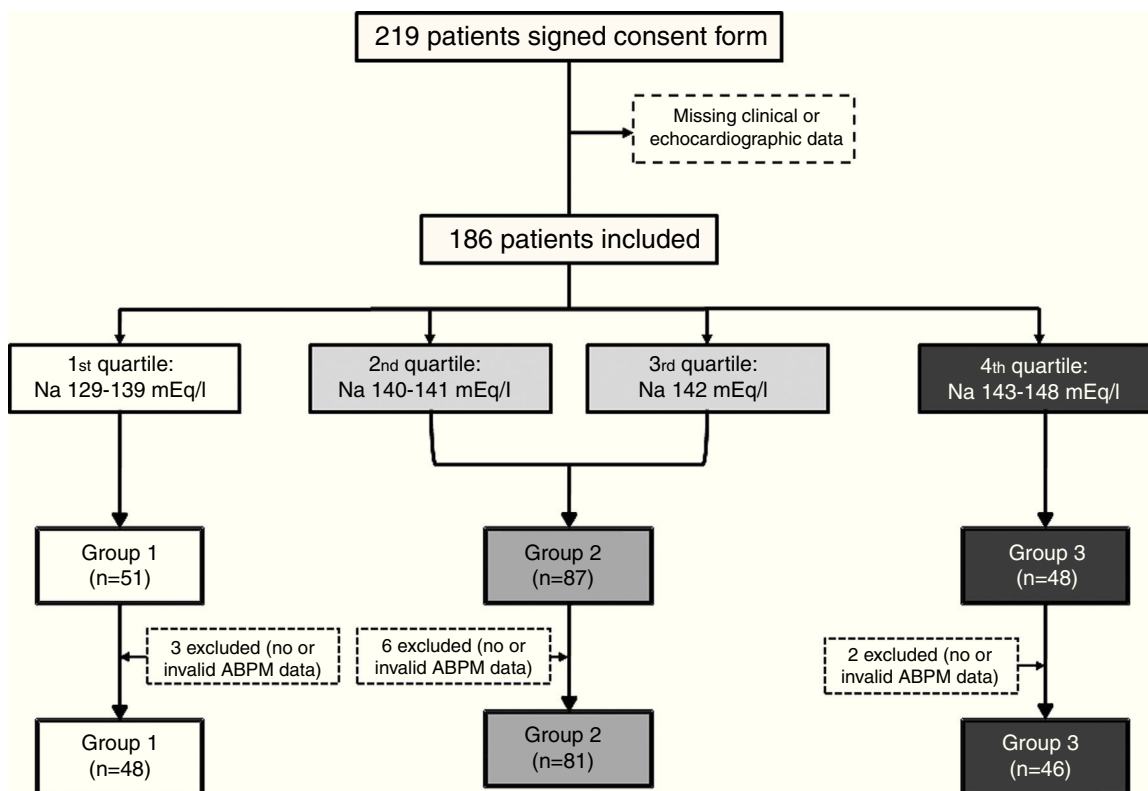 219 patients signed consent form
Missing clinical or
echocardiographic data
186 patients included
1st quartile:
Na 129-139 mEq/l
2nd quartile:
Na 140-141 mEq/l
3rd quartile:
Na 142 mEq/l
4th quartile:
Na 143-148 mEq/l
Group 1
(n=51)
Group 2
(n=87)
Group 3
(n=48)
3 excluded (no or
invalid ABPM data)
6 excluded (no or
invalid ABPM data)
2 excluded (no or
invalid ABPM data)
Group 1
(n=48)
Group 2
(n=81)
Group 3
(n=46)